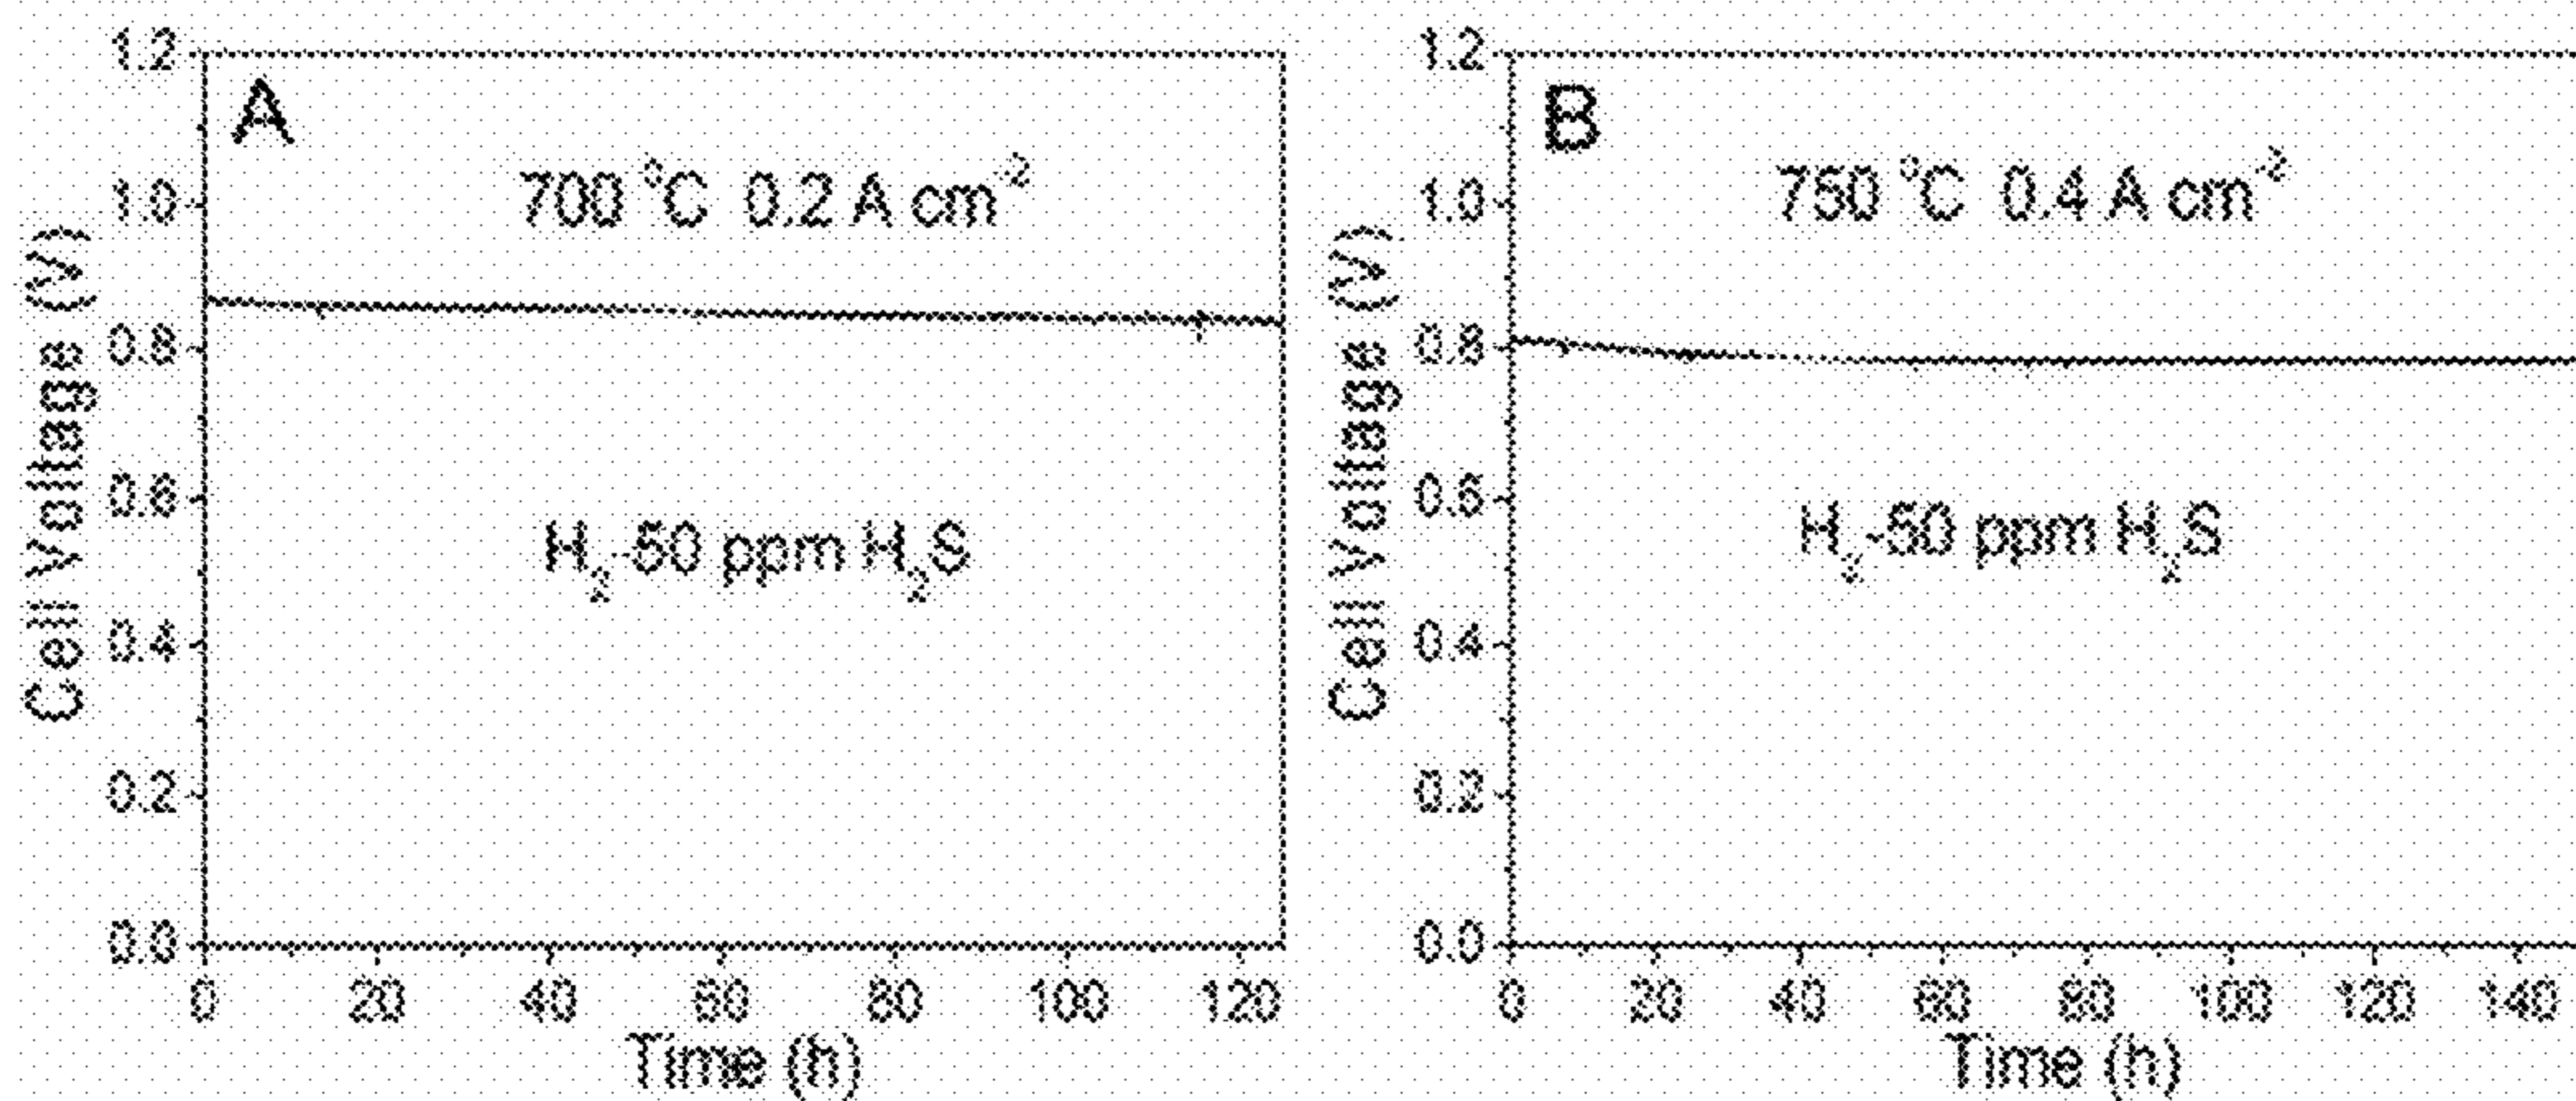 A
700 °C 0.2 A cm⁻²
H₂-50 ppm H₂S
Cell Voltage (V)
1.2
1.0
0.8
0.6
0.4
0.2
0.0
0 20 40 60 80 100 120
Time (h)
B
750 °C 0.4 A cm⁻²
H₂-50 ppm H₂S
Cell Voltage (V)
1.2
1.0
0.8
0.6
0.4
0.2
0.0
0 20 40 60 80 100 120 140
Time (h)